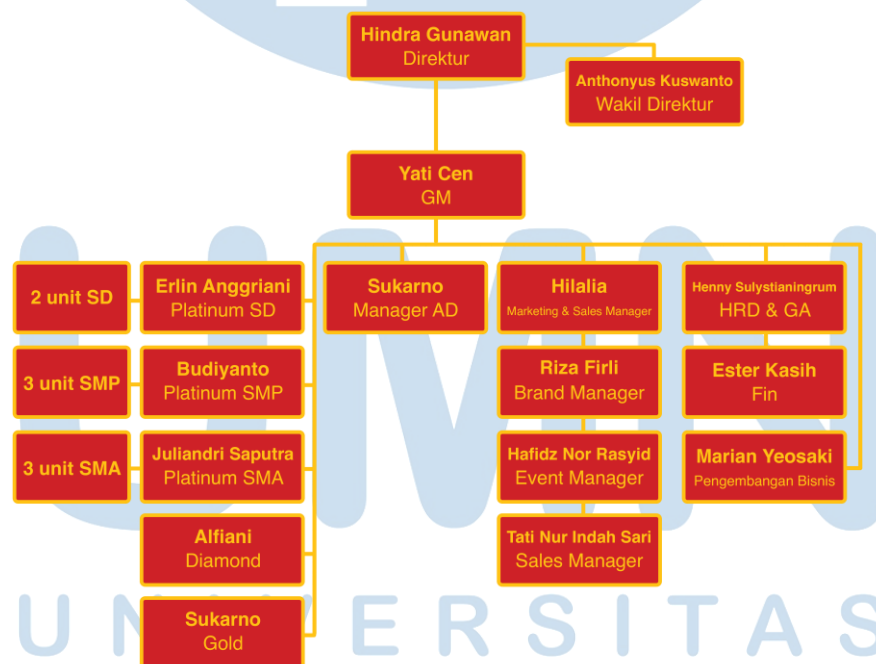 Hindra Gunawan
Direktur
Anthonyus Kuswanto
Wakil Direktur
Yati Cen
GM
2 unit SD
Erlin Anggriani
Platinum SD
Sukarno
Manager AD
Hilalia
Marketing & Sales Manager
Henny Sulystianingrum
HRD & GA
3 unit SMP
Budiyanto
Platinum SMP
Riza Firli
Brand Manager
Ester Kasih
Fin
3 unit SMA
Juliandri Saputra
Platinum SMA
Hafidz Nor Rasyid
Event Manager
Marian Yeosaki
Pengembangan Bisnis
Alfiani
Diamond
Tati Nur Indah Sari
Sales Manager
Sukarno
Gold
UMN
UNIVERSITAS